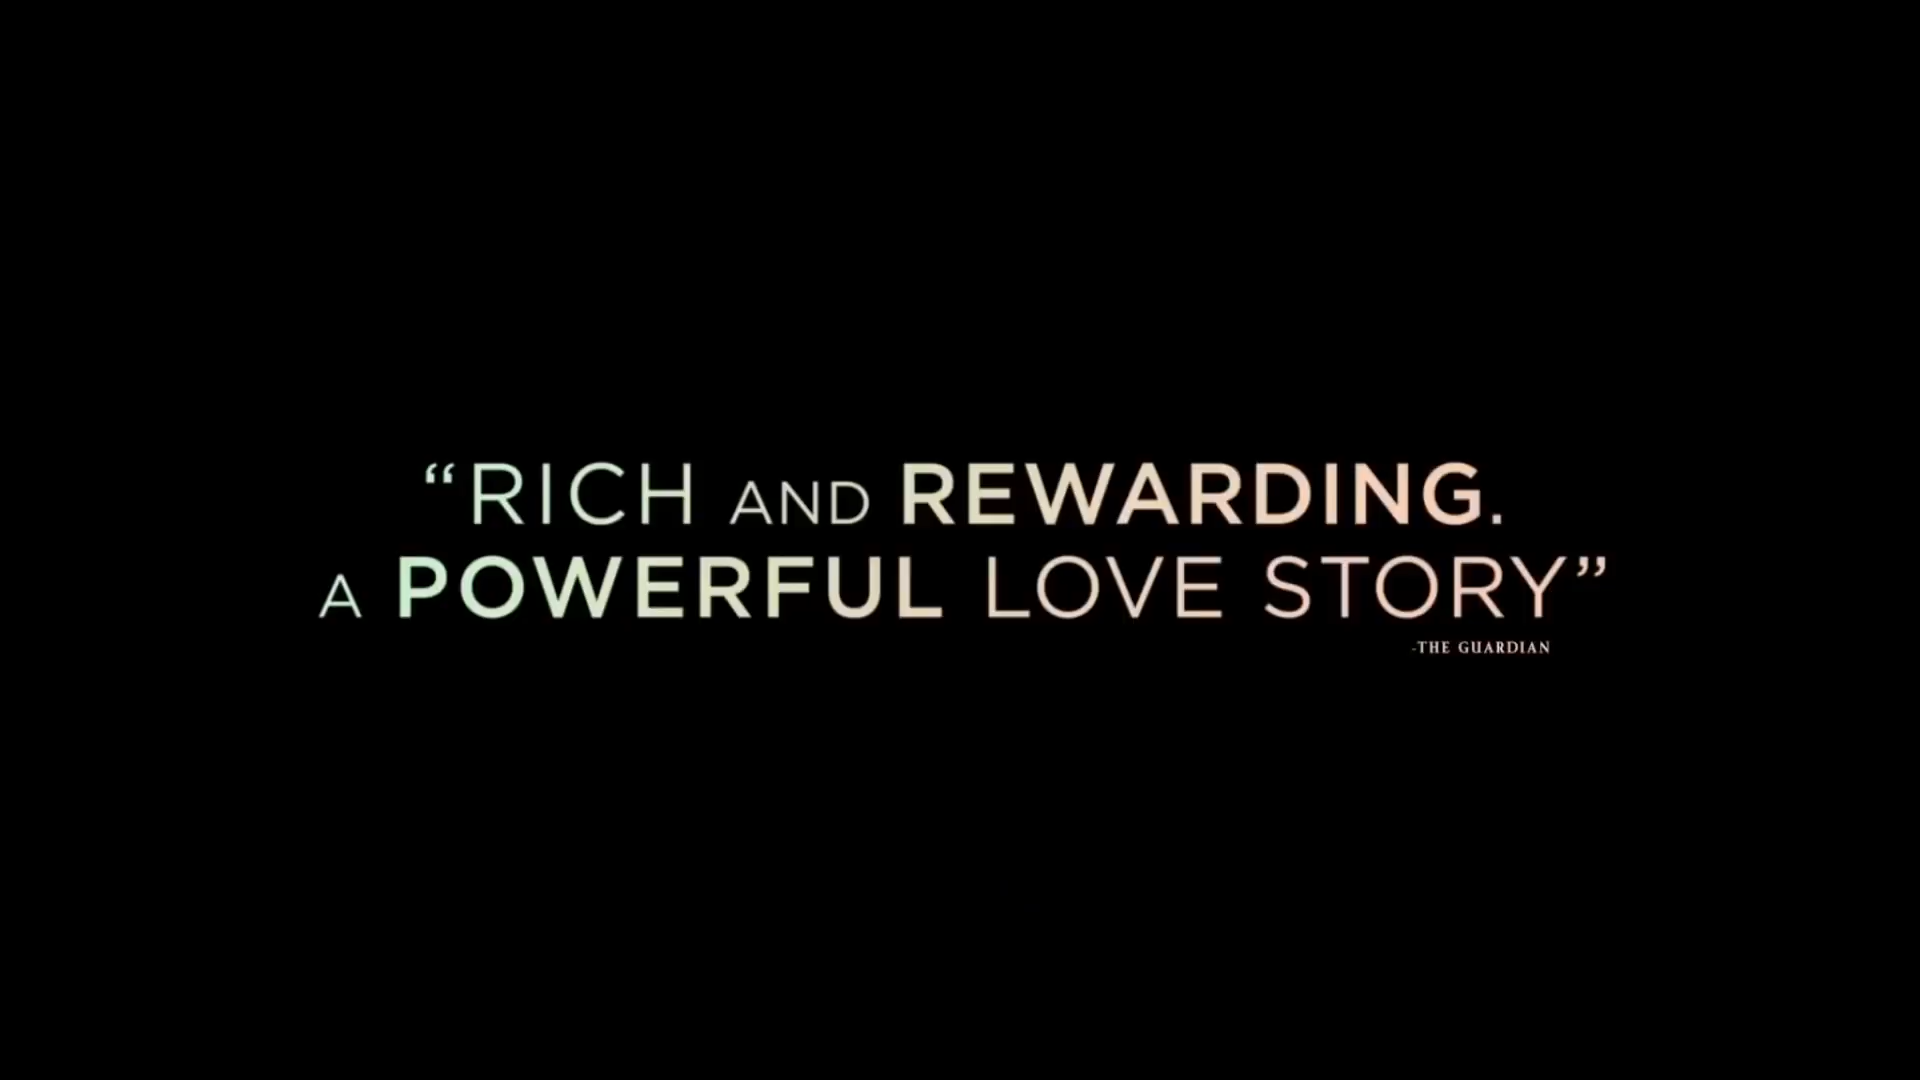 “RICH AND REWARDING.
A POWERFUL LOVE STORY”
-THE GUARDIAN